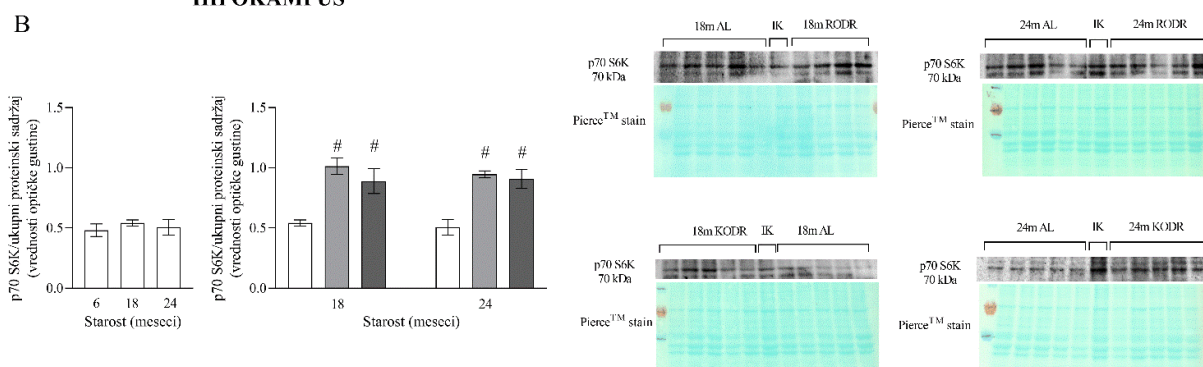 HIPOKAMPUS
B
p70 S6K/ukupni proteinski sadržaj
(vrednosti optičke gustine)
1.5
1.0
0.5
0.0
6 18 24
Starost (meseci)
p70 S6K/ukupni proteinski sadržaj
(vrednosti optičke gustine)
1.5
1.0
0.5
0.0
# # # #
18 24
Starost (meseci)
18m AL IK 18m RODR
p70 S6K
70 kDa
Pierce™ stain
24m AL IK 24m RODR
p70 S6K
70 kDa
Pierce™ stain
18m KODR IK 18m AL
p70 S6K
70 kDa
Pierce™ stain
24m AL IK 24m KODR
p70 S6K
70 kDa
Pierce™ stain